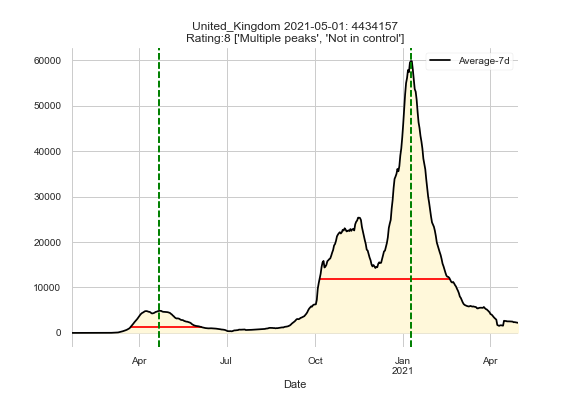 United_Kingdom 2021-05-01: 4434157
Rating:8 ['Multiple peaks', 'Not in control']
Average-7d
60000
50000
40000
30000
20000
10000
0
Apr
Jul
Oct
Jan
2021
Apr
Date